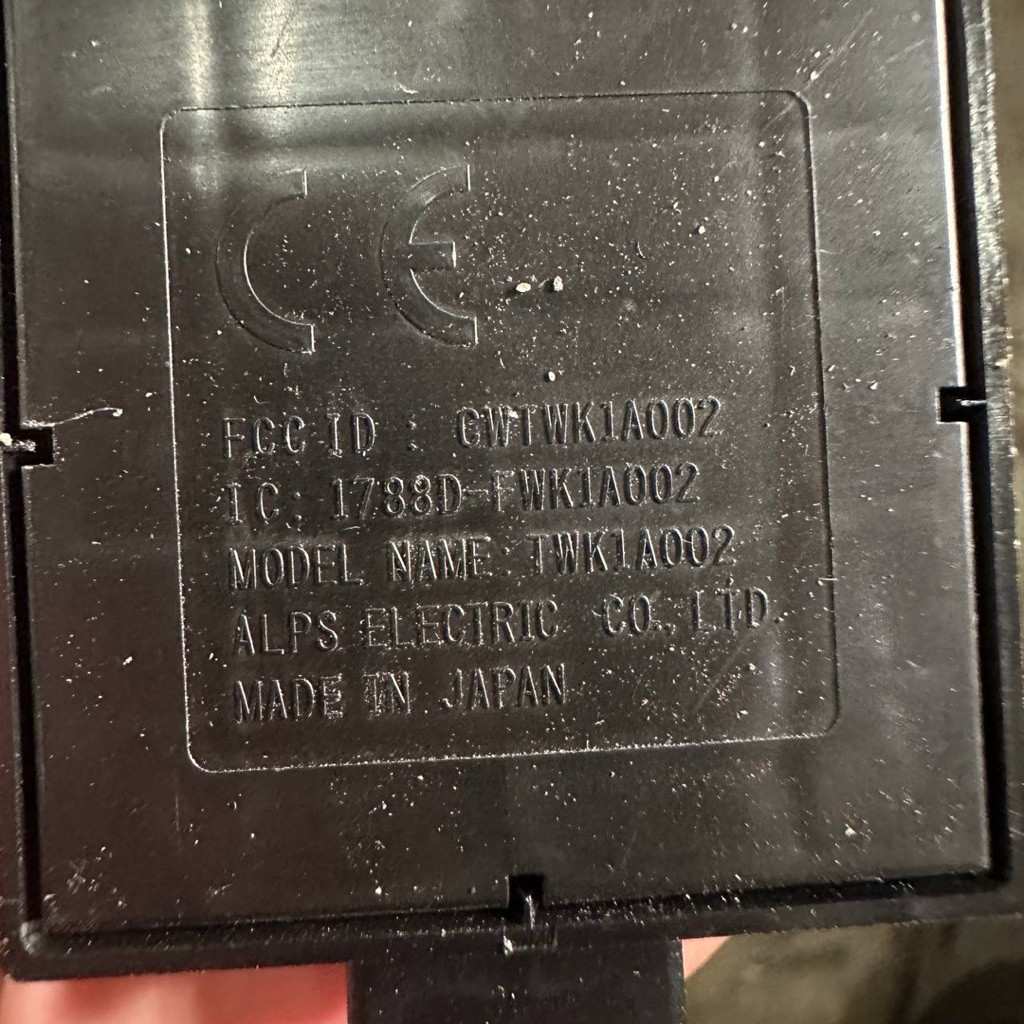 CE
FCC ID : CWTWK1A002
IC: 1788D-FWK1A002
MODEL NAME: TWK1A002
ALPS ELECTRIC CO., LTD.
MADE IN JAPAN